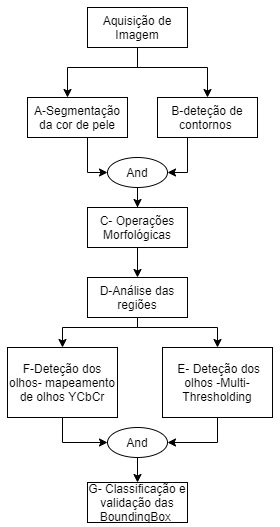 Aquisição de
Imagem
A-Segmentação
da cor de pele
B-deteção de
contornos
And
C- Operações
Morfológicas
D-Análise das
regiões
F-Deteção dos
olhos- mapeamento
de olhos YCbCr
E- Deteção dos
olhos -Multi-
Thresholding
And
G- Classificação e
validação das
BoundingBox